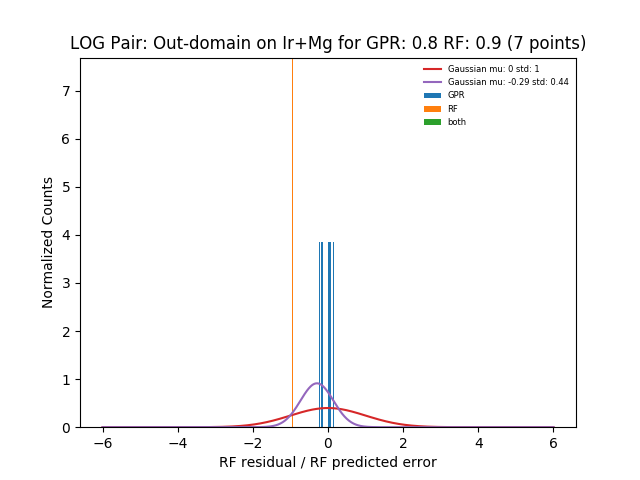 LOG Pair: Out-domain on Ir+Mg for GPR: 0.8 RF: 0.9 (7 points)
Gaussian mu: 0 std: 1
Gaussian mu: -0.29 std: 0.44
GPR
RF
both
Normalized Counts
7
6
5
4
3
2
1
0
−6
−4
−2
0
2
4
6
RF residual / RF predicted error